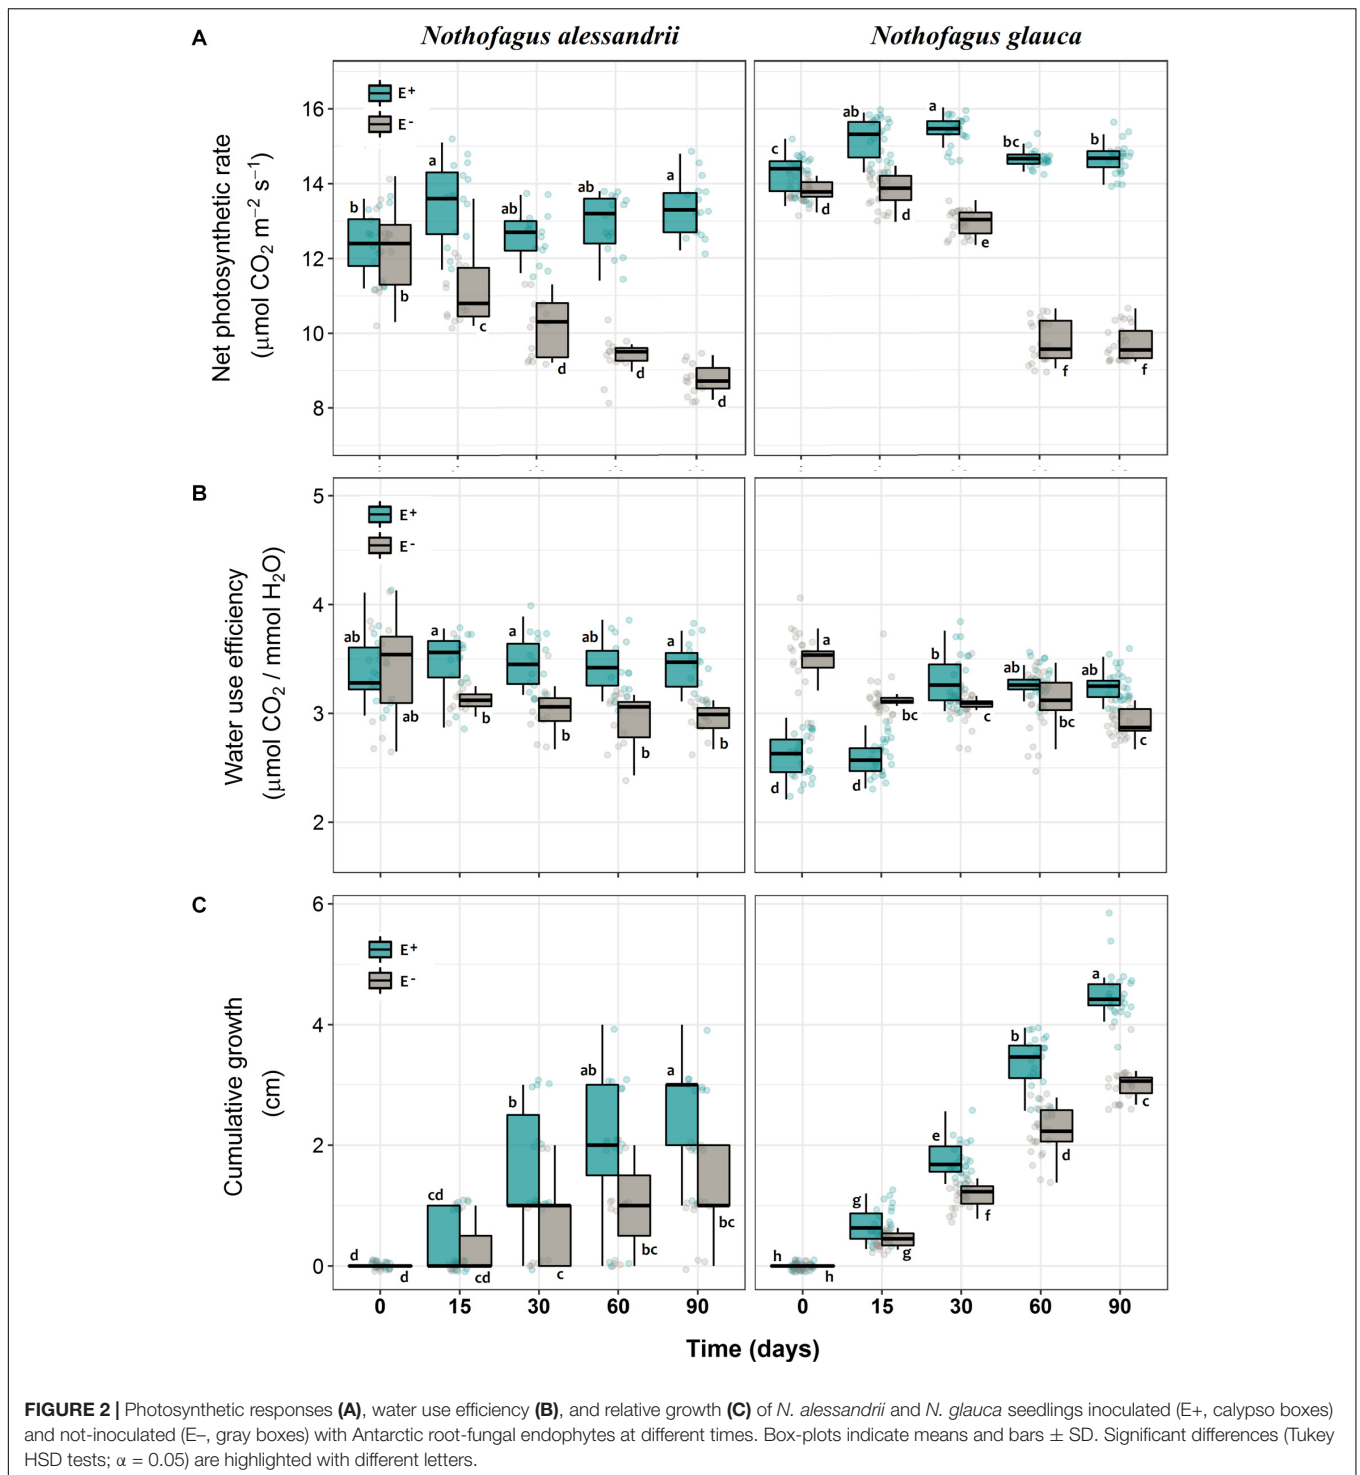 A
Nothofagus alessandrii
Nothofagus glauca
Net photosynthetic rate
(μmol CO2 m−2 s−1)
16
14
12
10
8
E+
E-
b
b
a
c
ab
d
ab
d
a
d
c
d
ab
d
a
e
bc
f
b
f
B
Water use efficiency
(μmol CO2 / mmol H2O)
5
4
3
2
E+
E-
ab
ab
a
b
a
b
ab
b
a
b
d
a
d
bc
b
c
ab
bc
ab
c
C
Cumulative growth
(cm)
6
4
2
0
E+
E-
d
d
cd
cd
b
c
ab
bc
a
bc
h
h
g
g
e
f
b
d
a
c
0 15 30 60 90 0 15 30 60 90
Time (days)
FIGURE 2 | Photosynthetic responses (A), water use efficiency (B), and relative growth (C) of N. alessandrii and N. glauca seedlings inoculated (E+, calypso boxes)
and not-inoculated (E–, gray boxes) with Antarctic root-fungal endophytes at different times. Box-plots indicate means and bars ± SD. Significant differences (Tukey
HSD tests; α = 0.05) are highlighted with different letters.